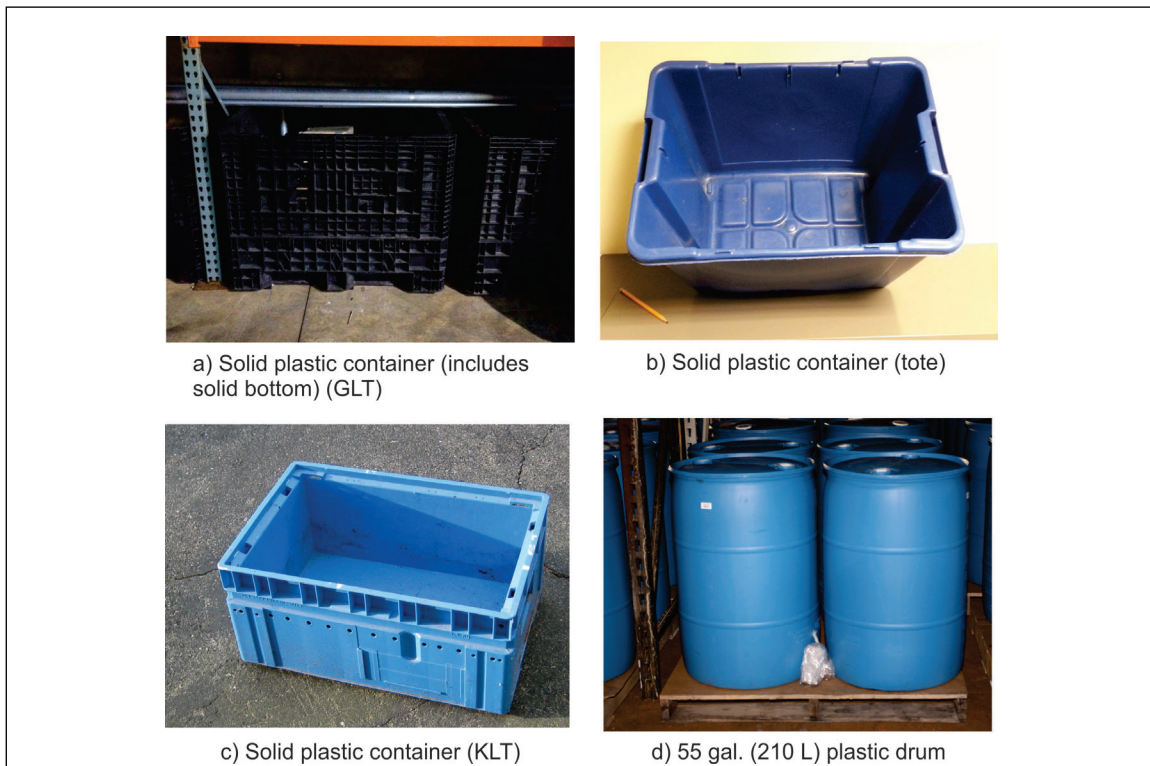 a) Solid plastic container (includes
solid bottom) (GLT)
b) Solid plastic container (tote)
c) Solid plastic container (KLT)
d) 55 gal. (210 L) plastic drum